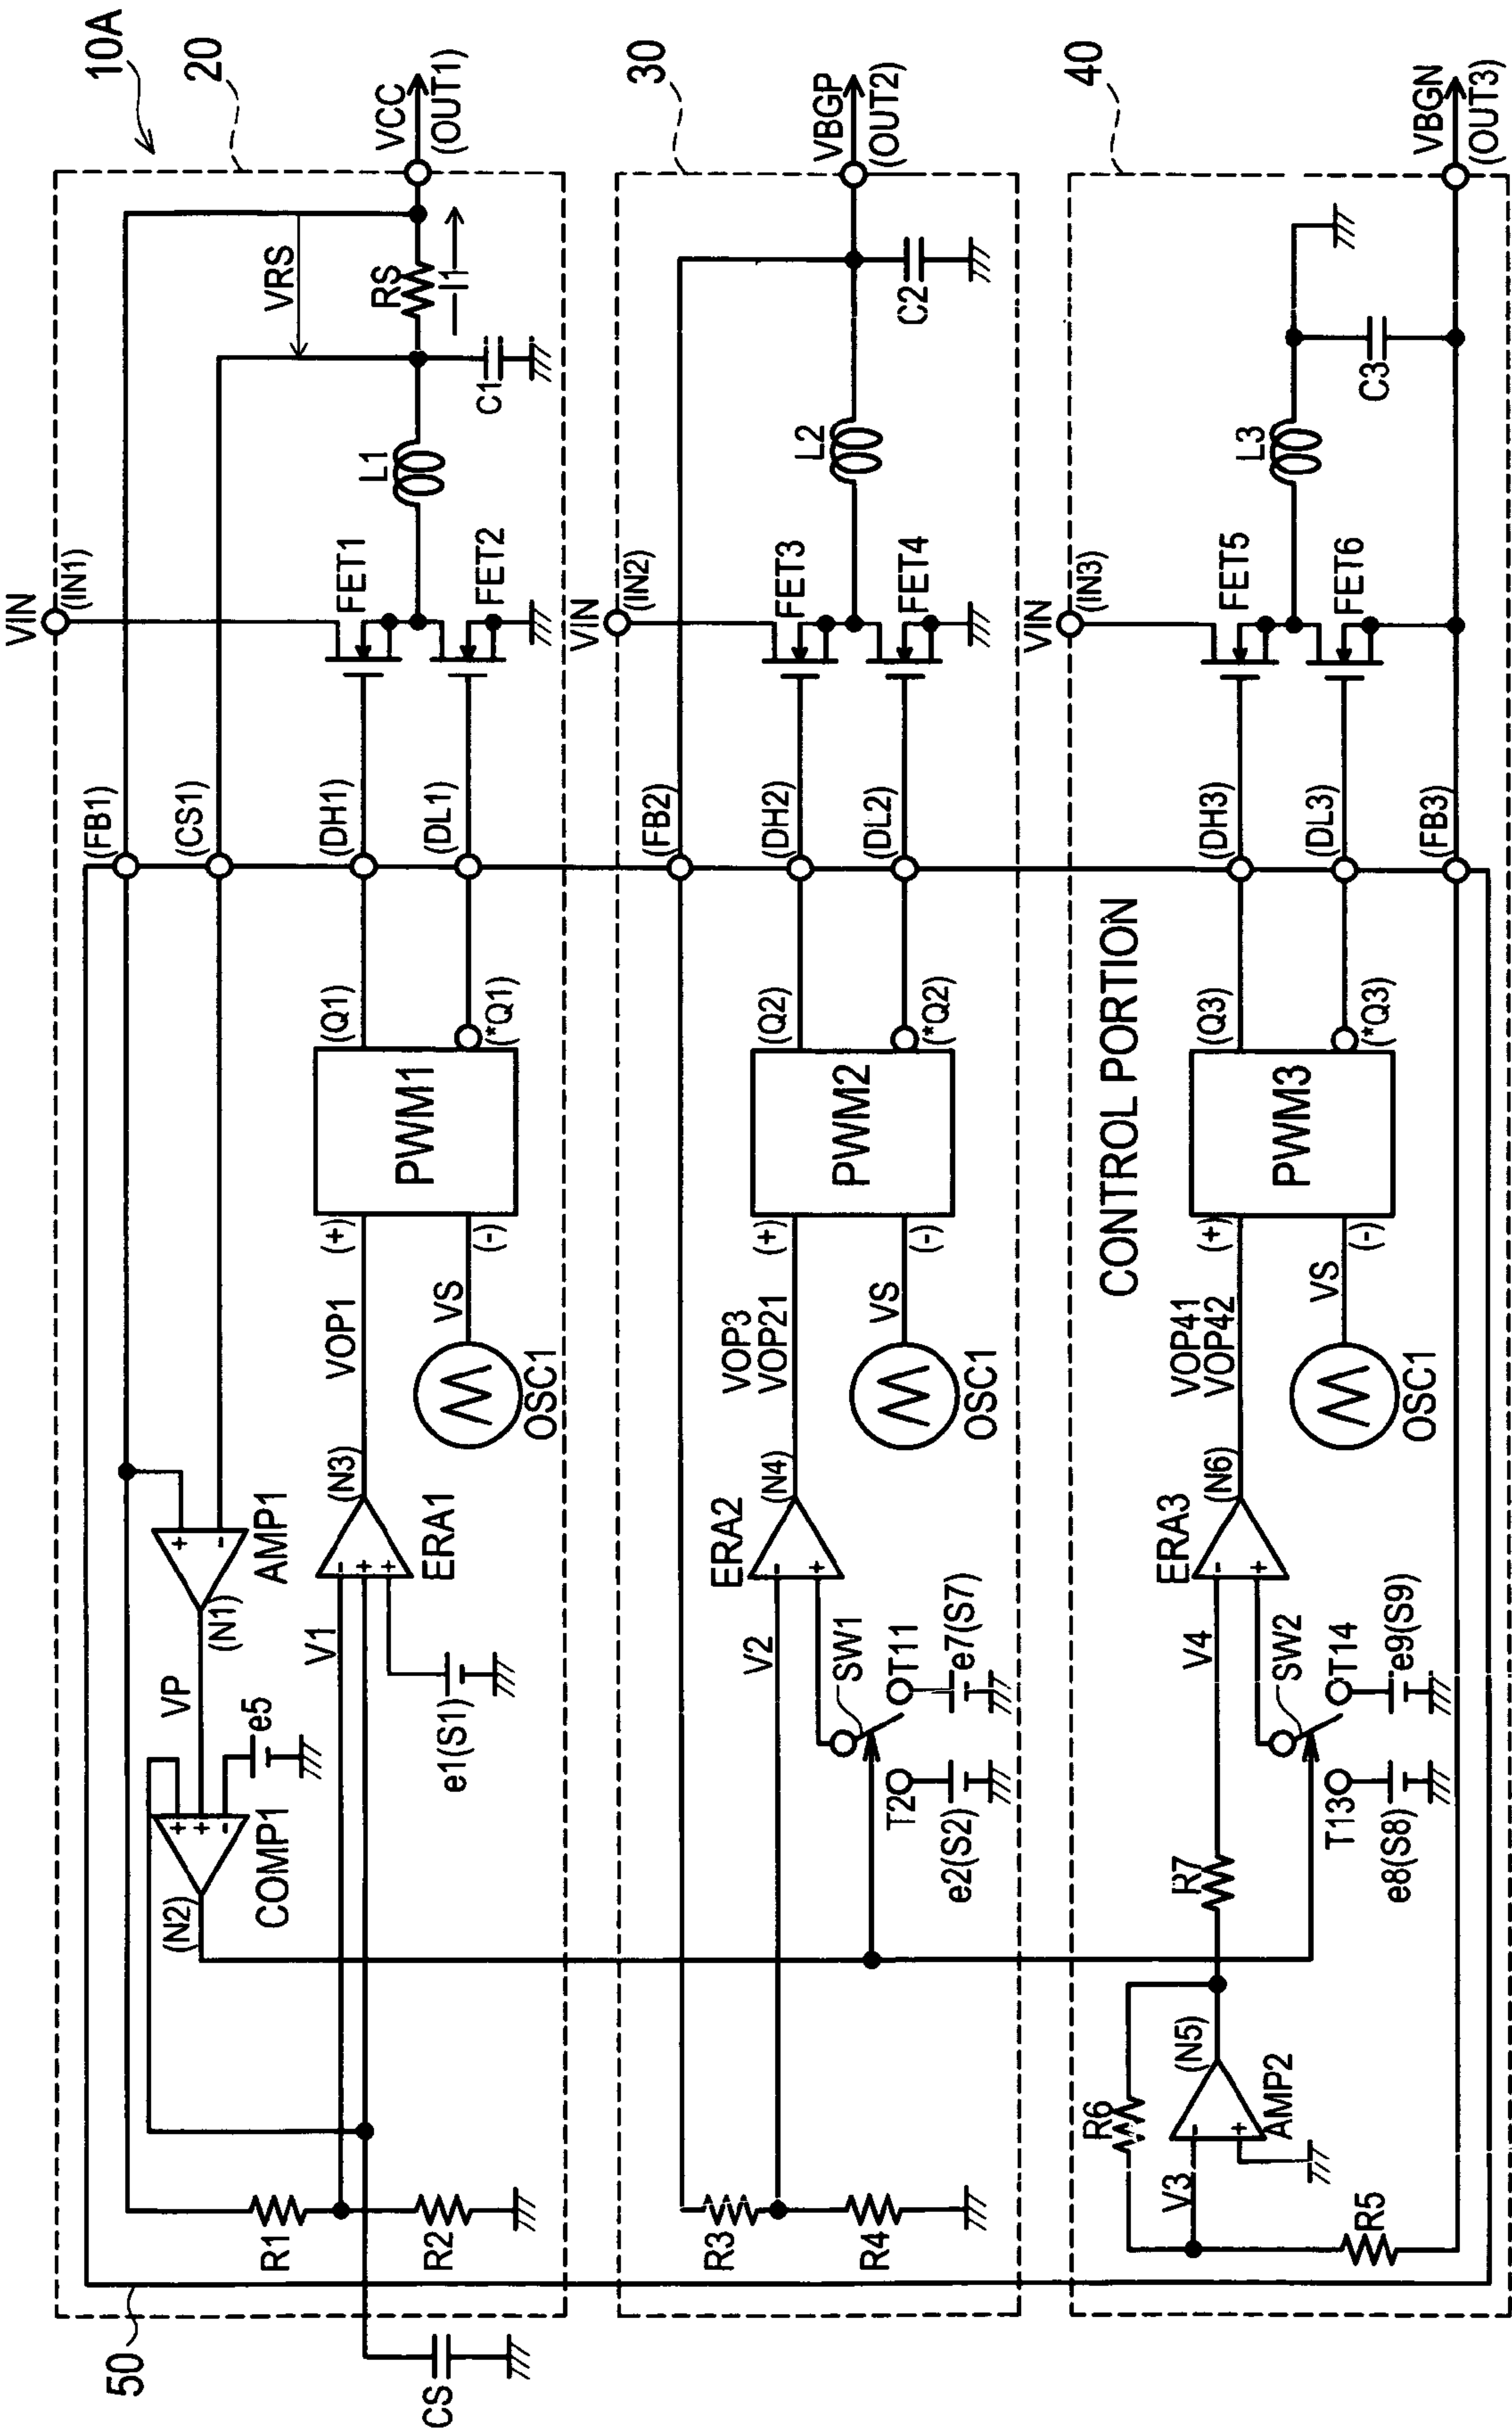 10A
20
VIN
(IN1)
VCC
(OUT1)
(FB1)
(CS1)
VRS
RS
I1
C1
L1
FET1
FET2
(DH1)
(DL1)
(Q1)
(*Q1)
PWM1
(+)
(-)
VOP1
VS
OSC1
AMP1
+
-
(N1)
VP
COMP1
+
+
-
(N2)
e5
ERA1
-
+
+
(N3)
V1
e1(S1)
R1
R2
CS
50
30
VIN
(IN2)
VBGP
(OUT2)
(FB2)
C2
L2
FET3
FET4
(DH2)
(DL2)
(Q2)
(*Q2)
PWM2
(+)
(-)
VOP3
VOP21
VS
OSC1
ERA2
-
+
(N4)
V2
SW1
T11
e7(S7)
T2
e2(S2)
R3
R4
40
VIN
(IN3)
VBGN
(OUT3)
(FB3)
C3
L3
FET5
FET6
(DH3)
(DL3)
CONTROL PORTION
(Q3)
(*Q3)
PWM3
(+)
(-)
VOP41
VOP42
VS
OSC1
ERA3
-
+
(N6)
V4
SW2
T14
e9(S9)
T13
e8(S8)
R7
R6
(N5)
AMP2
-
+
V3
R5